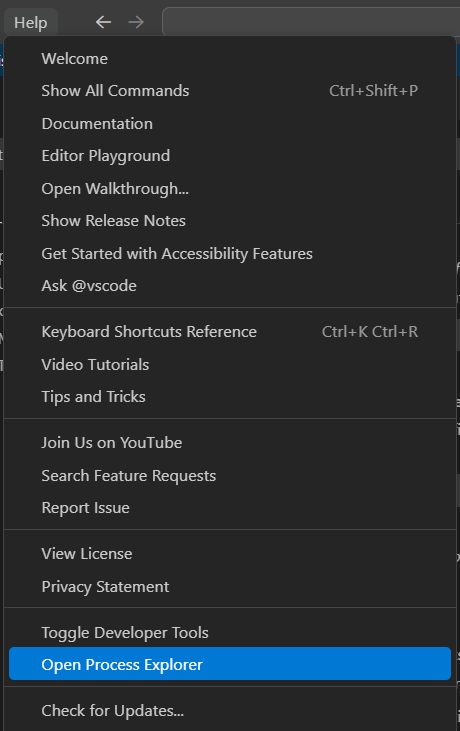 Help
Welcome
Show All Commands Ctrl+Shift+P
Documentation
Editor Playground
Open Walkthrough...
Show Release Notes
Get Started with Accessibility Features
Ask @vscode
Keyboard Shortcuts Reference Ctrl+K Ctrl+R
Video Tutorials
Tips and Tricks
Join Us on YouTube
Search Feature Requests
Report Issue
View License
Privacy Statement
Toggle Developer Tools
Open Process Explorer
Check for Updates...